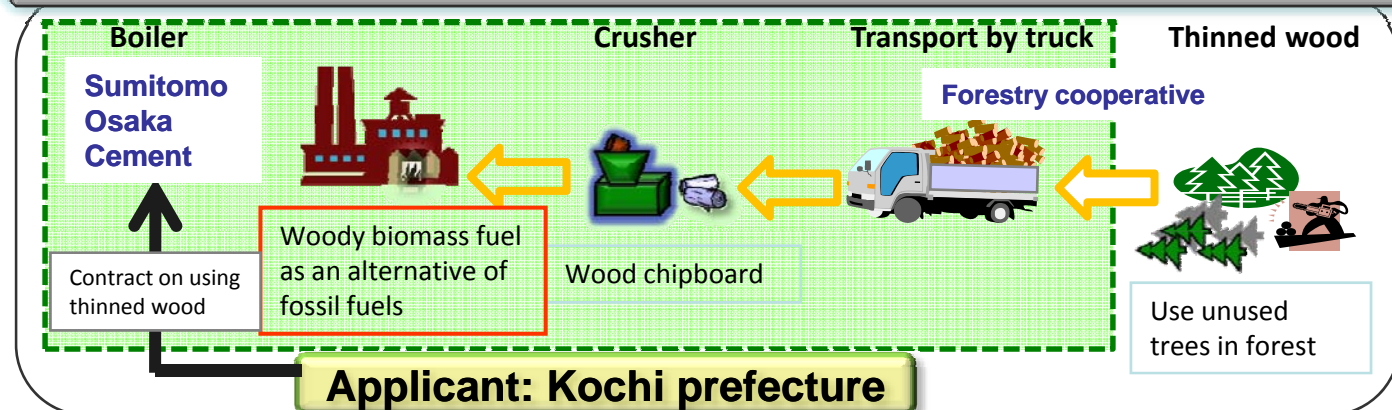 Boiler
Crusher
Transport by truck
Thinned wood
Sumitomo
Osaka
Cement
Forestry cooperative
Contract on using
thinned wood
Woody biomass fuel
as an alternative of
fossil fuels
Wood chipboard
Use unused
trees in forest
Applicant: Kochi prefecture